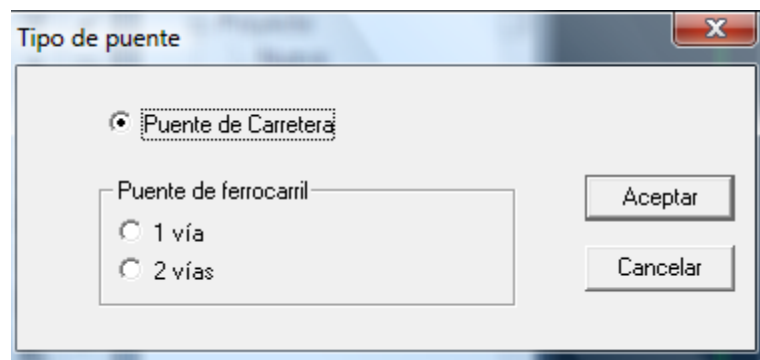 Tipo de puente
Puente de Carretera
Puente de ferrocarril
1 vía
2 vías
Aceptar
Cancelar